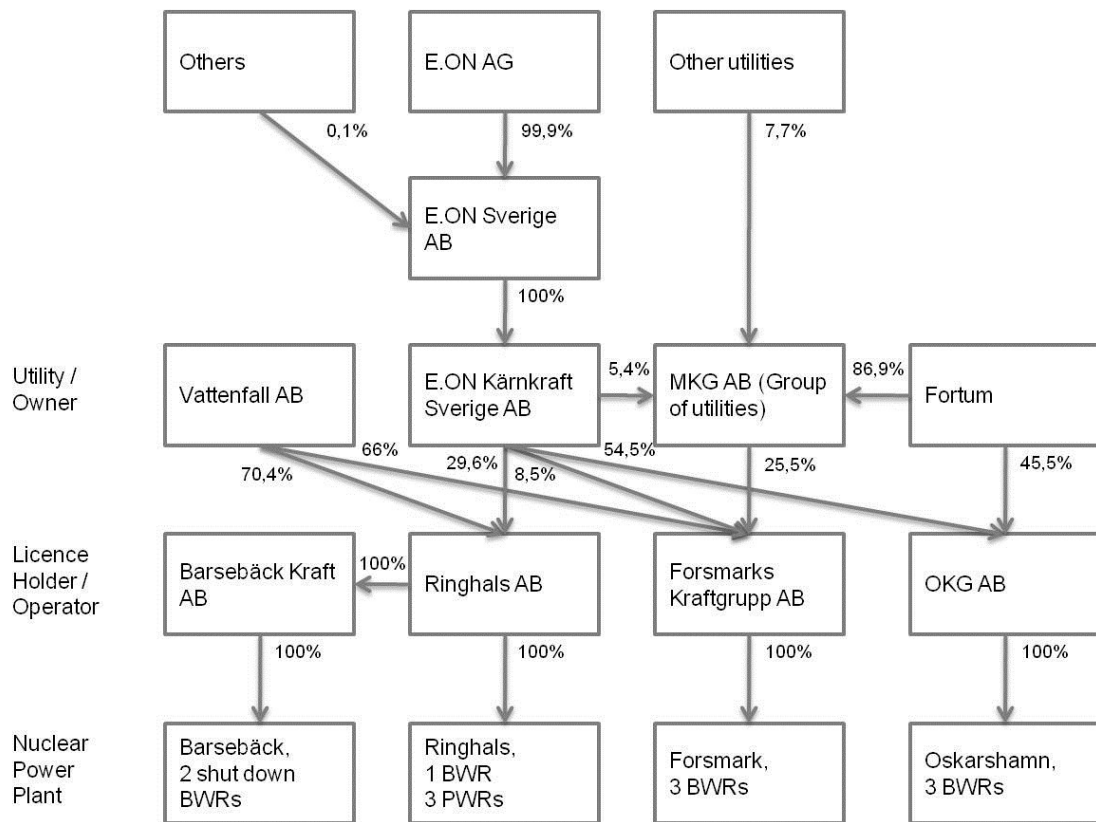 Others
E.ON AG
Other utilities
0,1%
99,9%
7,7%
E.ON Sverige
AB
100%
Utility /
Owner
Vattenfall AB
E.ON Kärnkraft
Sverige AB
5,4%
MKG AB (Group
of utilities)
86,9%
Fortum
70,4%
66%
29,6%
8,5%
54,5%
25,5%
45,5%
Licence
Holder /
Operator
Barsebäck Kraft
AB
100%
Ringhals AB
Forsmarks
Kraftgrupp AB
OKG AB
100%
100%
100%
100%
Nuclear
Power
Plant
Barsebäck,
2 shut down
BWRs
Ringhals,
1 BWR
3 PWRs
Forsmark,
3 BWRs
Oskarshamn,
3 BWRs